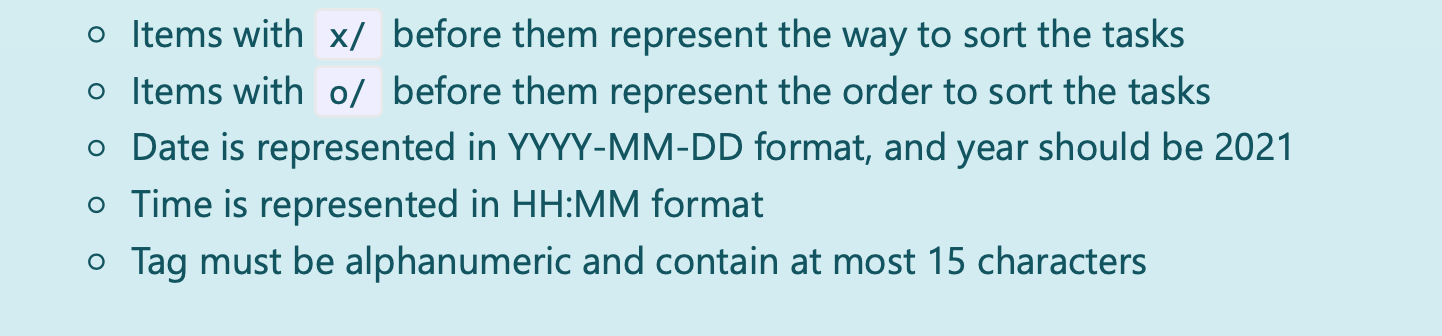 Items with x/ before them represent the way to sort the tasks
Items with o/ before them represent the order to sort the tasks
Date is represented in YYYY-MM-DD format, and year should be 2021
Time is represented in HH:MM format
Tag must be alphanumeric and contain at most 15 characters